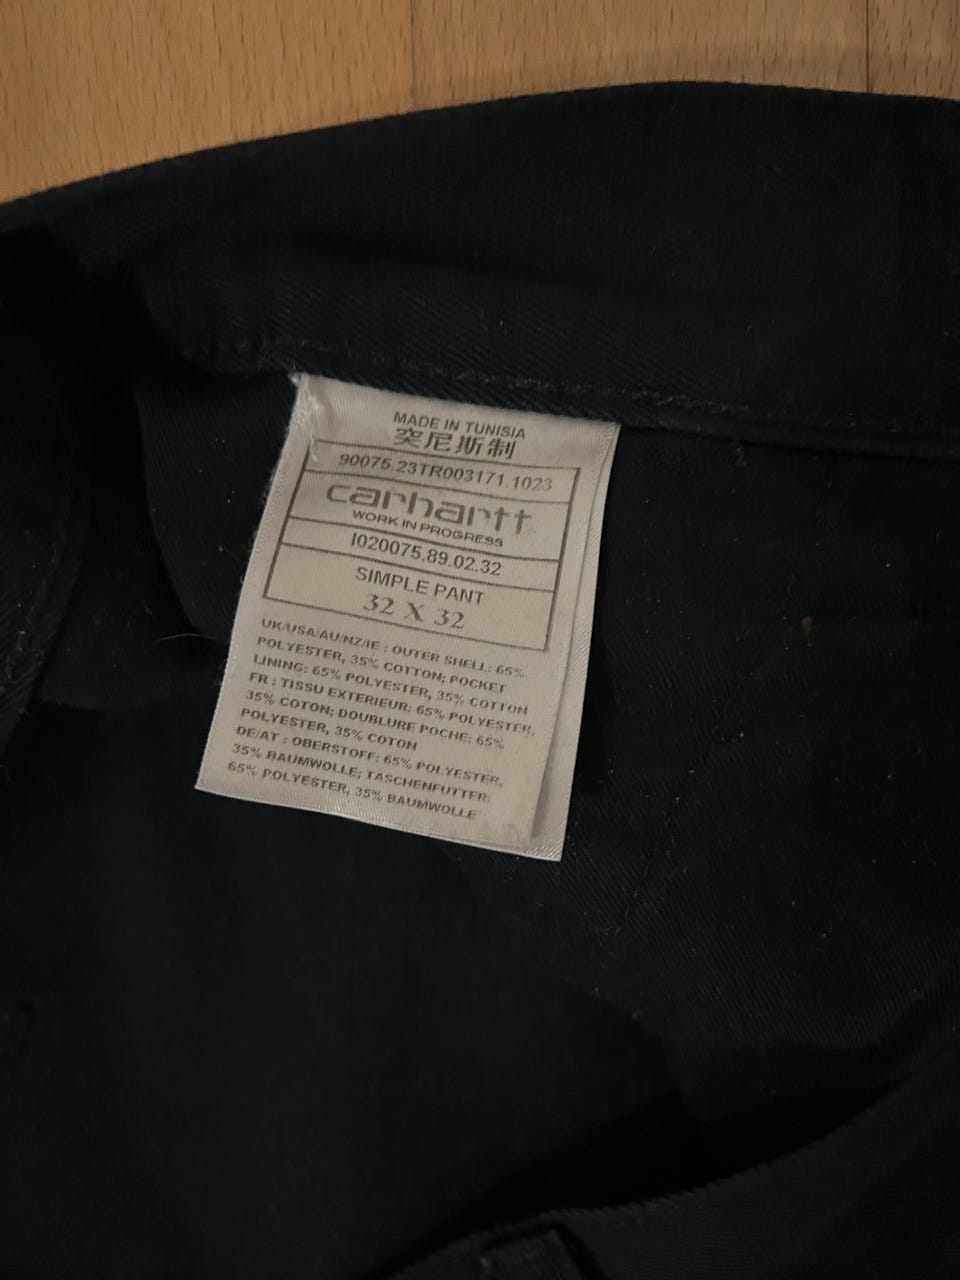 MADE IN TUNISIA
突尼斯制
90075.23TR003171.1023
carhartt
WORK IN PROGRESS
I020075.89.02.32
SIMPLE PANT
32 X 32
UK/USA/AU/NZ/IE : OUTER SHELL: 65%
POLYESTER, 35% COTTON; POCKET
LINING: 65% POLYESTER, 35% COTTON
FR : TISSU EXTERIEUR: 65% POLYESTER,
35% COTON; DOUBLURE POCHE: 65%
POLYESTER, 35% COTON
DE/AT : OBERSTOFF: 65% POLYESTER,
35% BAUMWOLLE; TASCHENFUTTER:
65% POLYESTER, 35% BAUMWOLLE